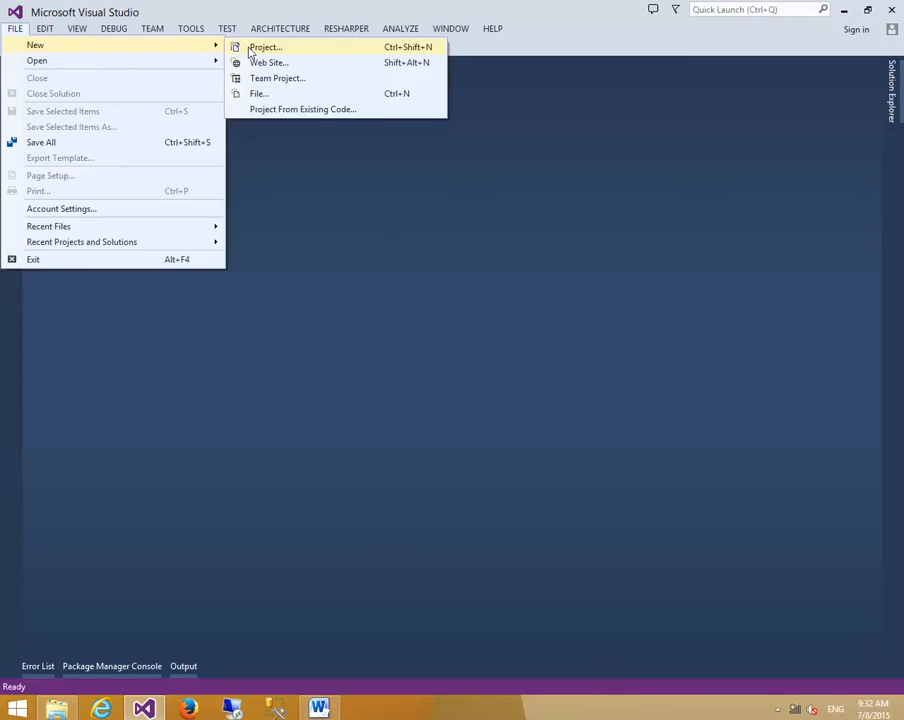 Microsoft Visual Studio
Quick Launch (Ctrl+Q)
FILE EDIT VIEW DEBUG TEAM TOOLS TEST ARCHITECTURE RESHARPER ANALYZE WINDOW HELP
Sign in
New
Open
Close
Close Solution
Save Selected Items Ctrl+S
Save Selected Items As...
Save All Ctrl+Shift+S
Export Template...
Page Setup...
Print... Ctrl+P
Account Settings...
Recent Files
Recent Projects and Solutions
Exit Alt+F4
Project... Ctrl+Shift+N
Web Site... Shift+Alt+N
Team Project...
File... Ctrl+N
Project From Existing Code...
Solution Explorer
Error List Package Manager Console Output
Ready
ENG
9:32 AM
7/8/2015